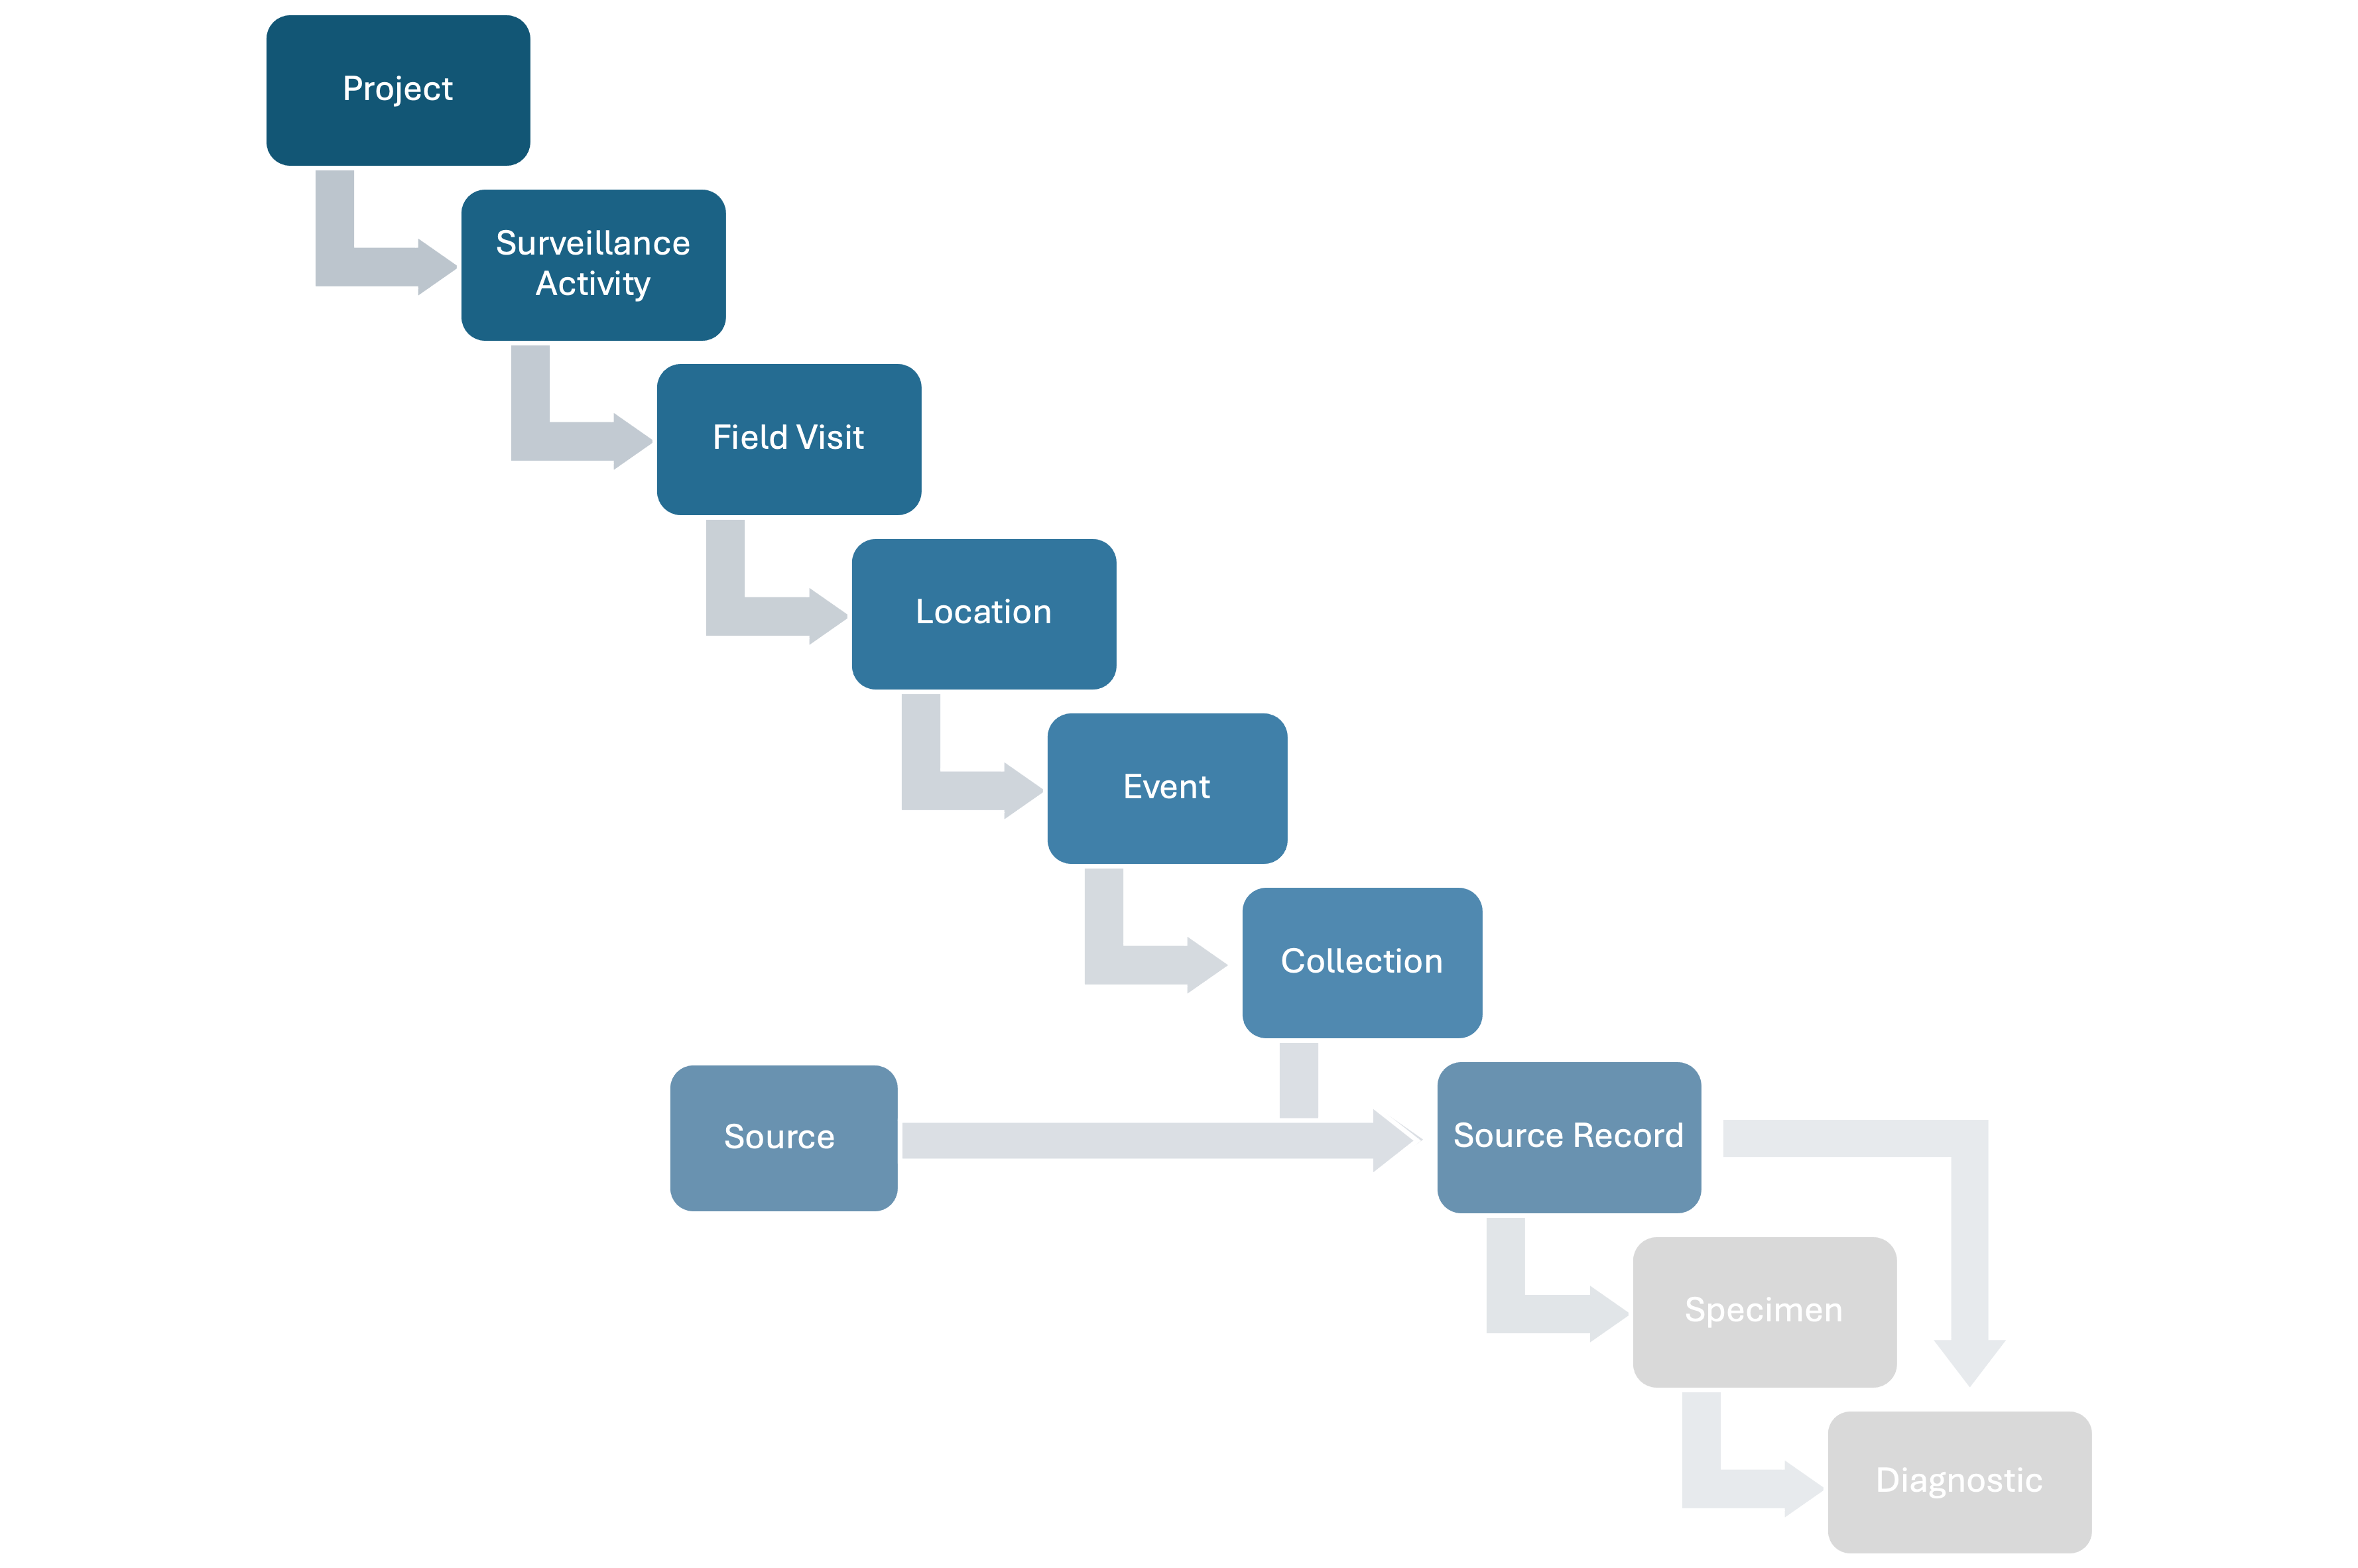 Project
Surveillance
Activity
Field Visit
Location
Event
Collection
Source
Source Record
Specimen
Diagnostic